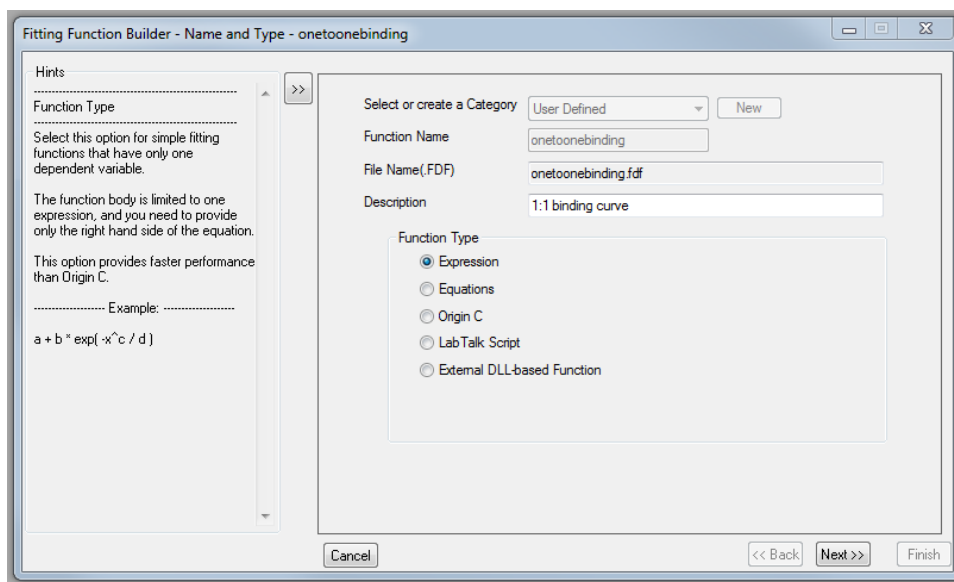 Fitting Function Builder - Name and Type - onetoonebinding
Hints
Function Type
Select this option for simple fitting
functions that have only one
dependent variable.
The function body is limited to one
expression, and you need to provide
only the right hand side of the equation.
This option provides faster performance
than Origin C.
-------------------- Example: --------------------
a + b * exp( -x^c / d )
>>
Select or create a Category User Defined New
Function Name onetoonebinding
File Name(.FDF) onetoonebinding.fdf
Description 1:1 binding curve
Function Type
Expression
Equations
Origin C
LabTalk Script
External DLL-based Function
Cancel << Back Next >> Finish